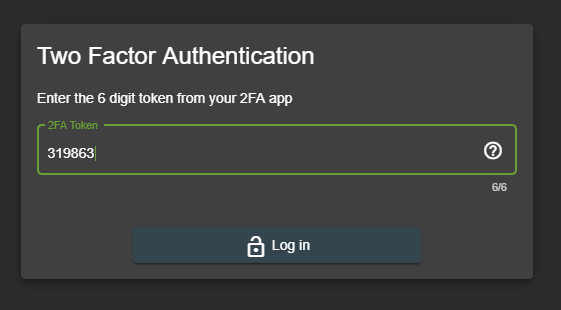 Two Factor Authentication
Enter the 6 digit token from your 2FA app
2FA Token
319863
6/6
Log in